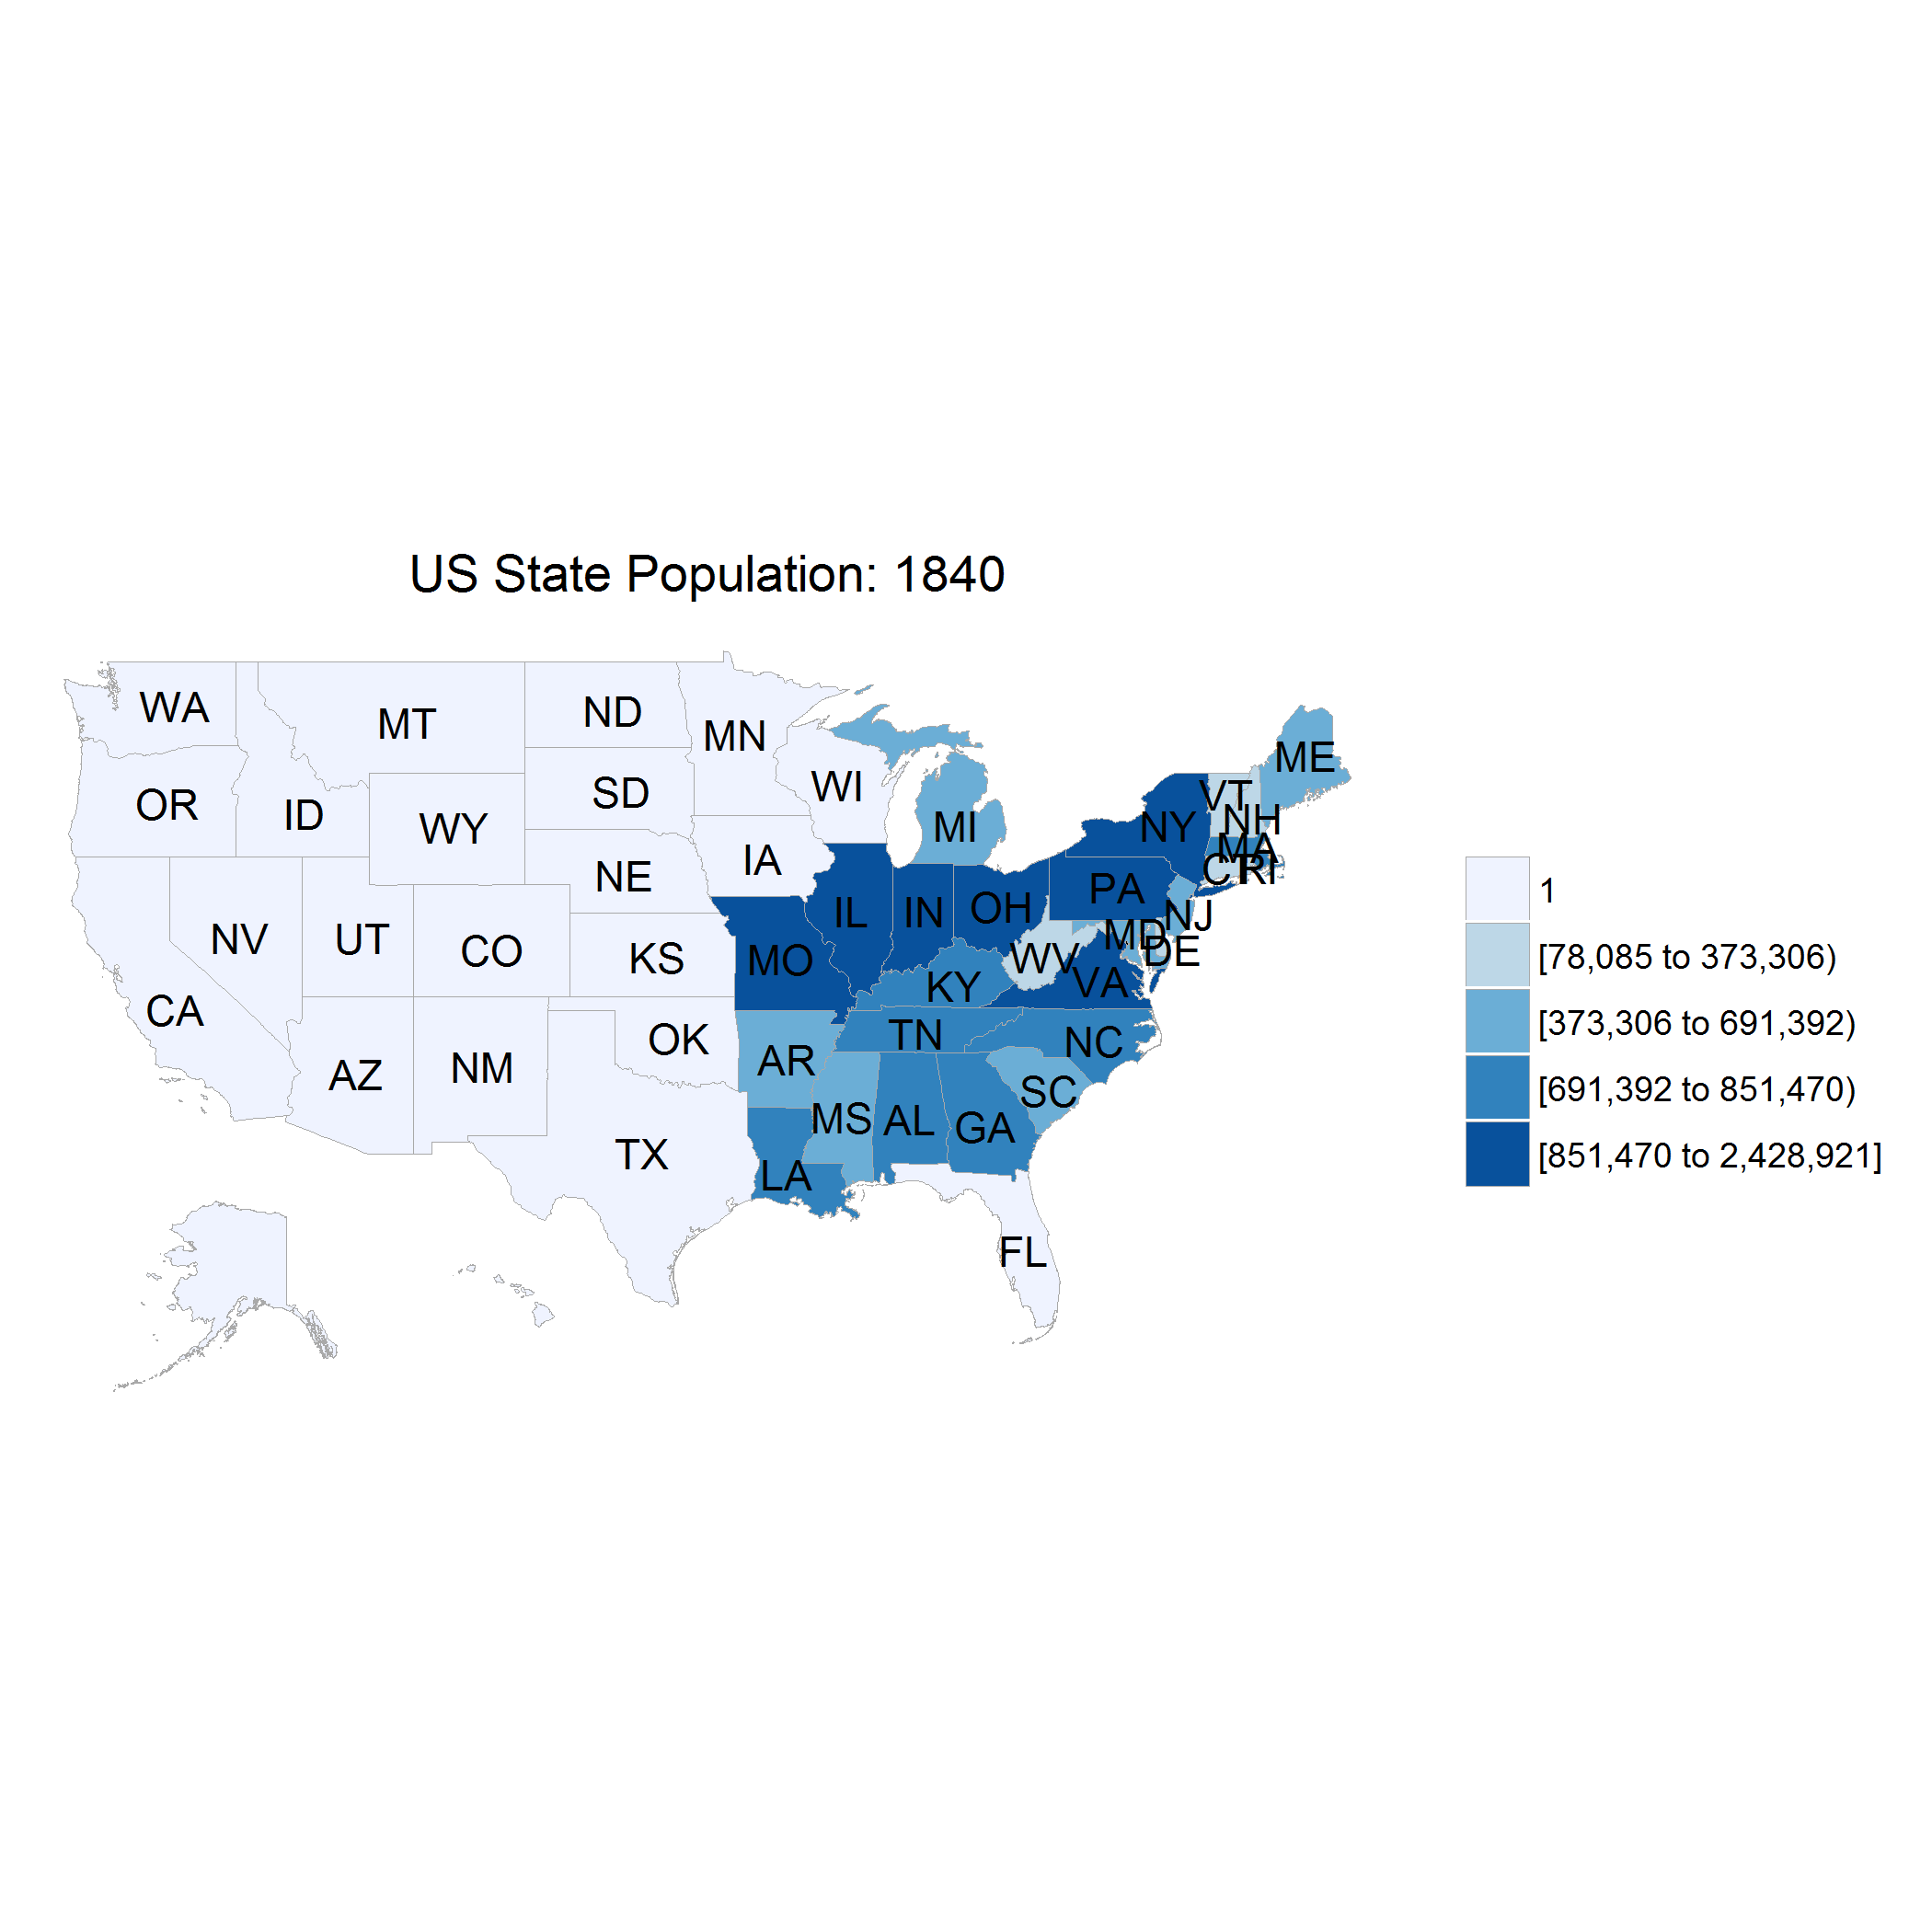 US State Population: 1840
WA
MT
ND
MN
OR
ID
WY
SD
WI
MI
ME
VT
NH
NY
MA
CT
RI
NE
IA
PA
NJ
IL
IN
OH
MD
DE
NV
UT
CO
KS
MO
WV
VA
KY
CA
OK
TN
NC
AZ
NM
AR
SC
MS
AL
GA
TX
LA
FL
1
[78,085 to 373,306)
[373,306 to 691,392)
[691,392 to 851,470)
[851,470 to 2,428,921]